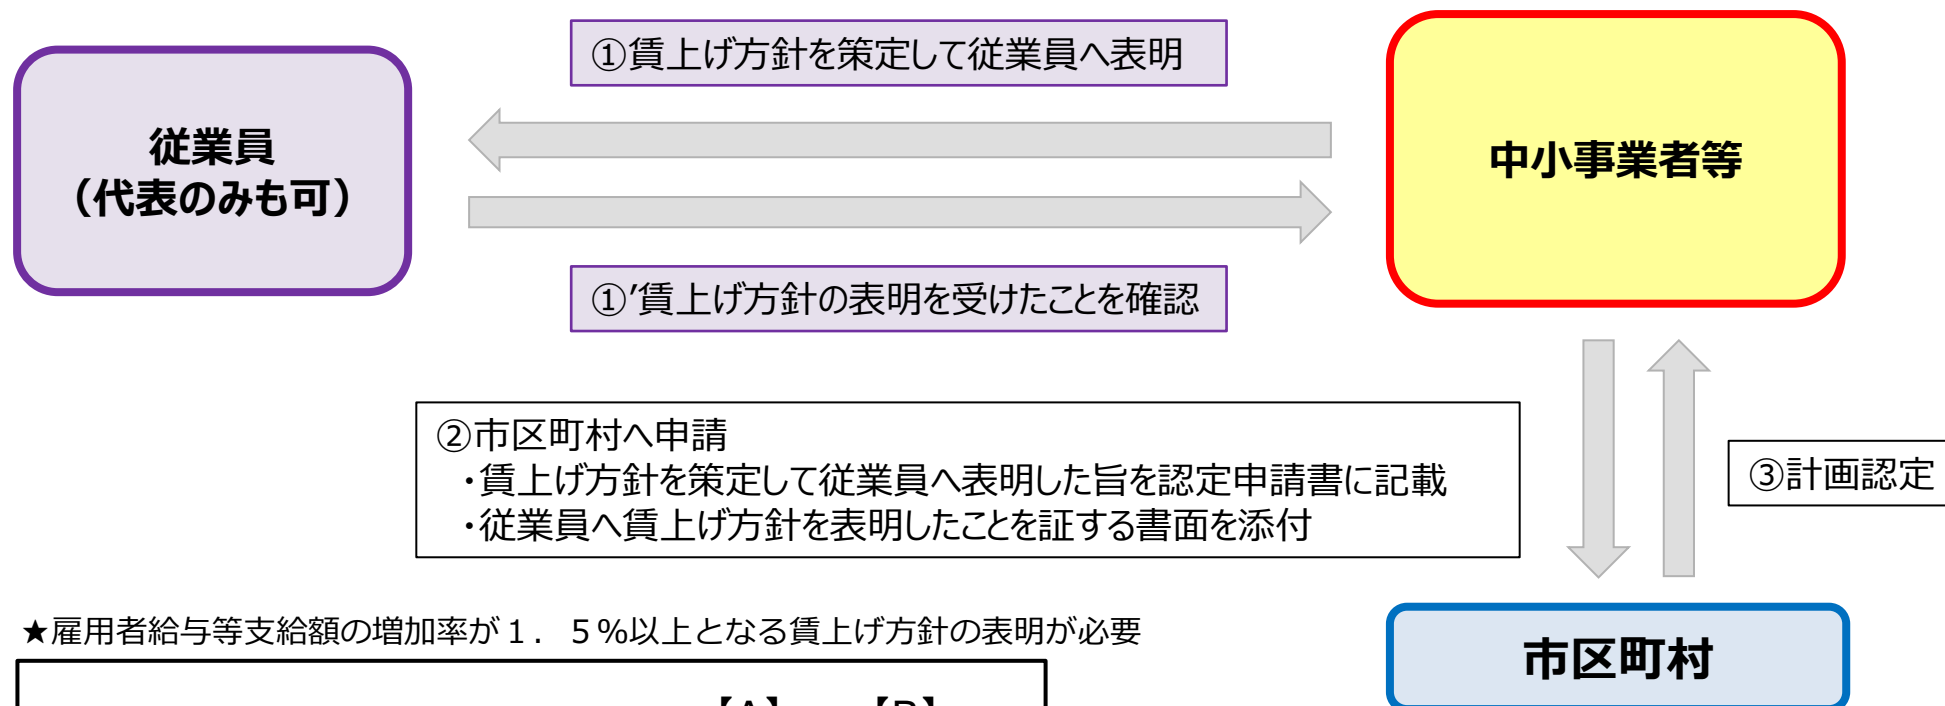 ①賃上げ方針を策定して従業員へ表明
従業員
（代表のみも可）
中小事業者等
①’賃上げ方針の表明を受けたことを確認
②市区町村へ申請
・賃上げ方針を策定して従業員へ表明した旨を認定申請書に記載
・従業員へ賃上げ方針を表明したことを証する書面を添付
③計画認定
★雇用者給与等支給額の増加率が１．５％以上となる賃上げ方針の表明が必要
市区町村
【A】 【B】